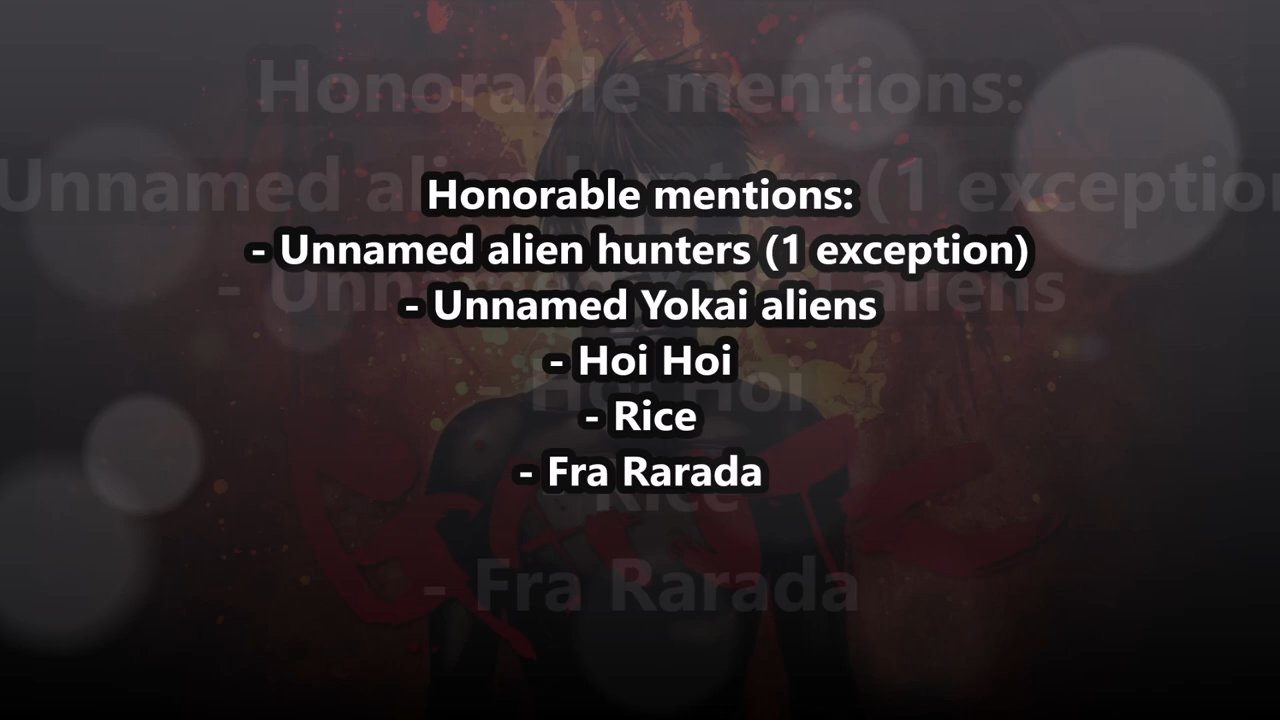 Honorable mentions:
- Unnamed alien hunters (1 exception)
- Unnamed Yokai aliens
- Hoi Hoi
- Rice
- Fra Rarada